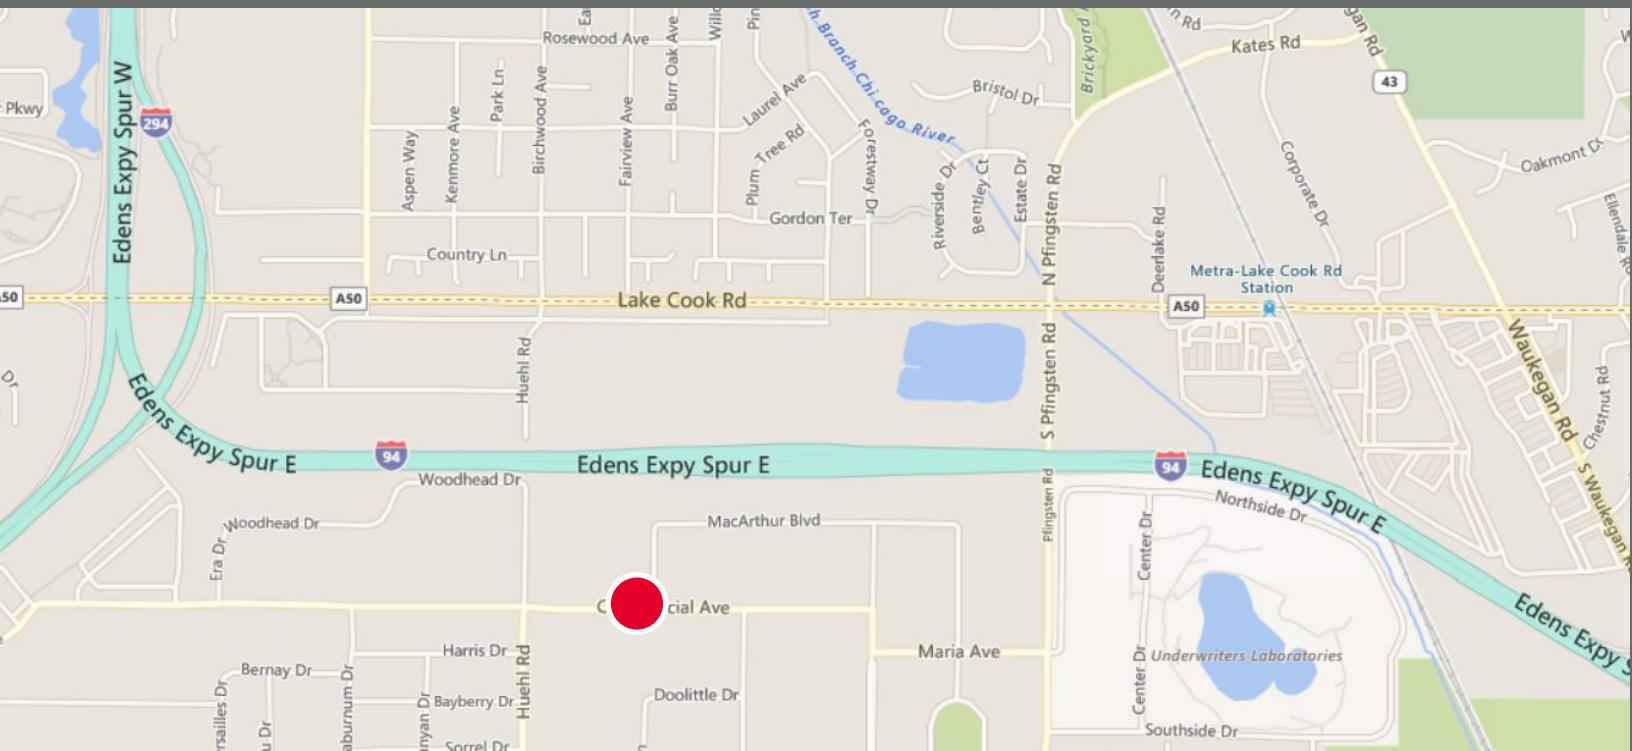 Rosewood Ave
Burr Oak Ave
Kates Rd
43
Pkwy
Edens Expy Spur W
294
Park Ln
Birchwood Ave
Laurel Ave
Bristol Dr
Brickyard
Kenmore Ave
Aspen Way
Fairview Ave
Plum-Tree Rd
Forestway Dr
Branch Chicago River
Corporate Dr
Oakmont Dr
Riverside Dr
Bentley Ct
Estate Dr
N Pfingsten Rd
Gordon Ter
Country Ln
Deerlake Rd
Ellendale
Metra-Lake Cook Rd
Station
A50
Lake Cook Rd
A50
Huehl Rd
S Pfingsten Rd
Waukegan Rd
Chestnut Rd
Dr
Edens Expy Spur E
94
Edens Expy Spur E
94
Edens Expy Spur E
S Waukegan
Woodhead Dr
Woodhead Dr
MacArthur Blvd
Pfingsten Rd
Northside Dr
Center Dr
Era Dr
cial Ave
Edens Expy
Harris Dr
Maria Ave
Underwriters Laboratories
Bernay Dr
Huehl Rd
Center Dr
Bayberry Dr
Doolittle Dr
Southside Dr
Sorrel Dr